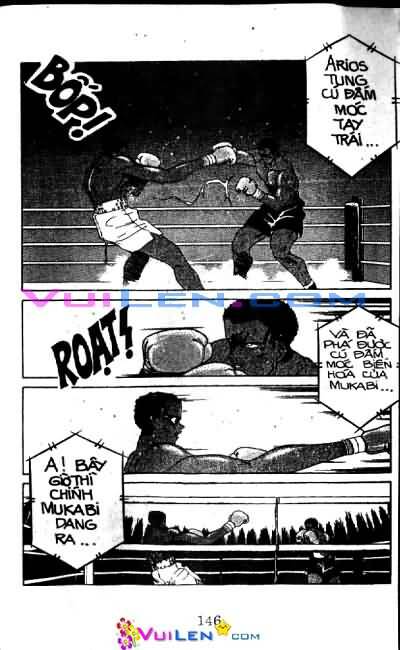 ARIOS
TUNG
CÚ ĐẤM
MÓC
TAY
TRÁI...
BỐP!
VUILEN.COM
VÀ ĐÃ
PHÁ ĐƯỢC
CÚ ĐẤM
MÓC BIẾN
HÓA CỦA
MUKABI...
ROẠT!
A! BÂY
GIỜ THÌ
CHÍNH
MUKABI
DANG
RA...
146
VUILEN.COM